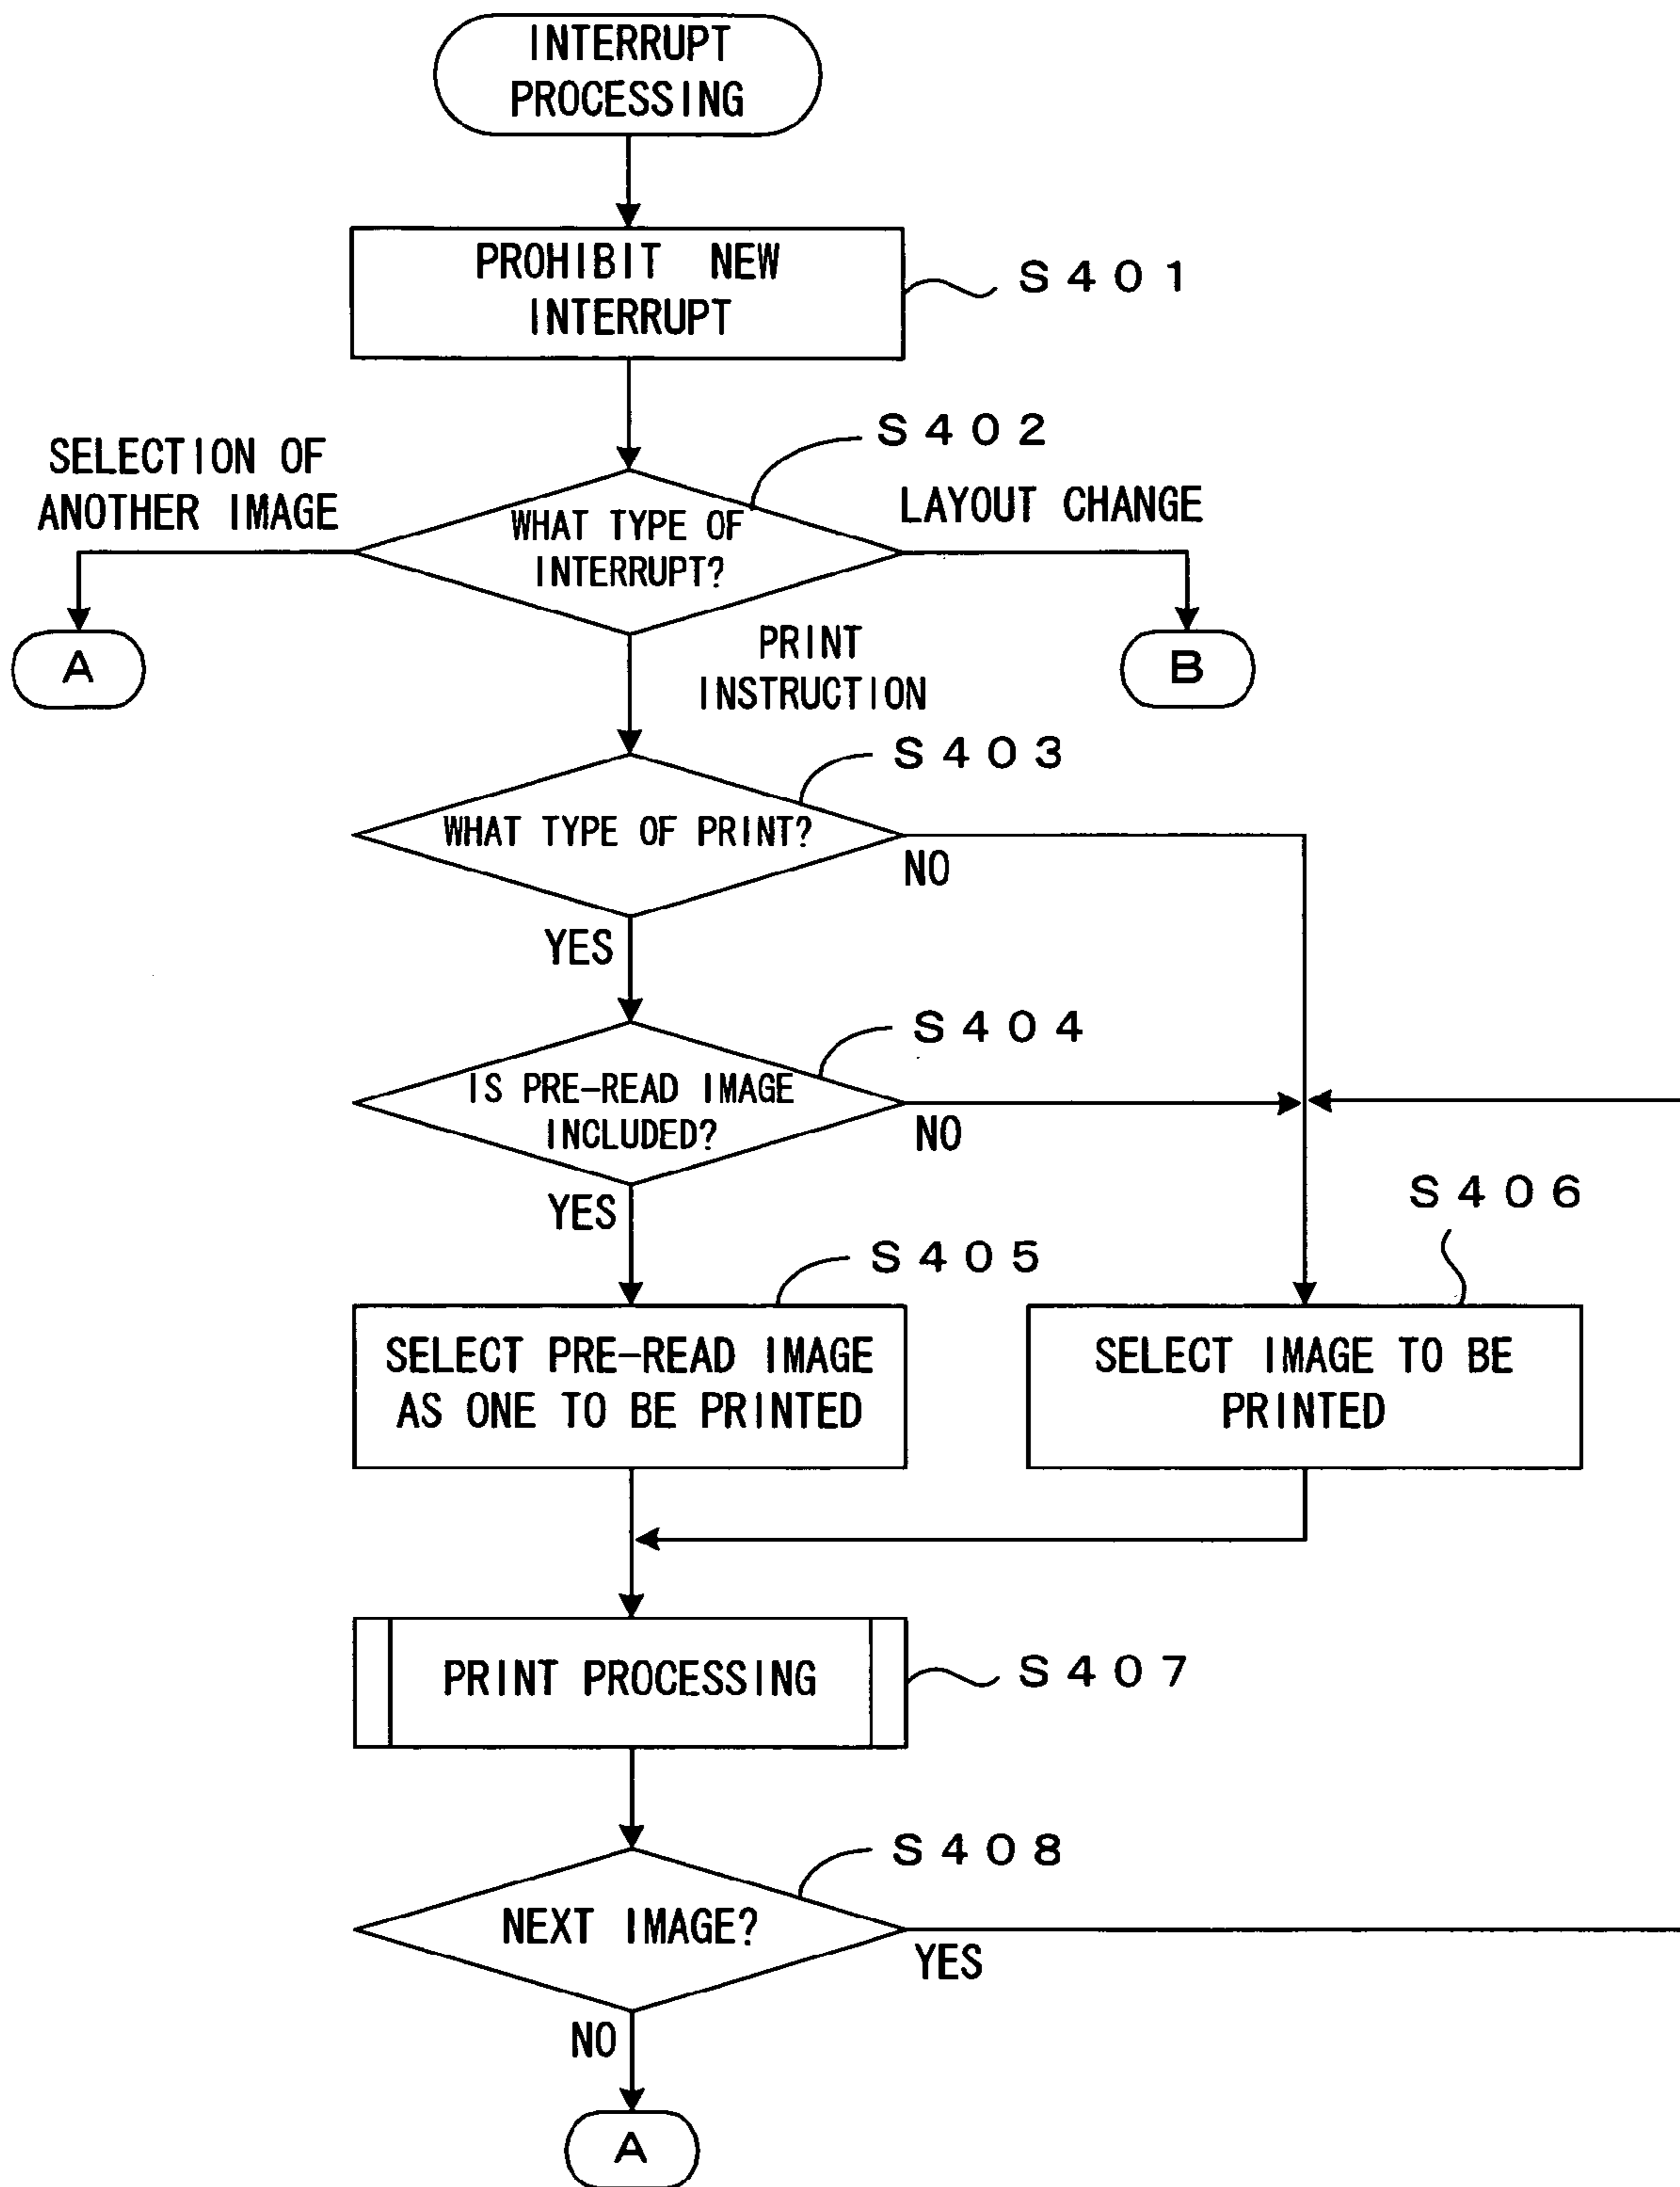 INTERRUPT
PROCESSING
PROHIBIT NEW
INTERRUPT
S401
S402
SELECTION OF
ANOTHER IMAGE
WHAT TYPE OF
INTERRUPT?
LAYOUT CHANGE
A
B
PRINT
INSTRUCTION
S403
WHAT TYPE OF PRINT?
NO
YES
S404
IS PRE-READ IMAGE
INCLUDED?
NO
YES
S405
S406
SELECT PRE-READ IMAGE
AS ONE TO BE PRINTED
SELECT IMAGE TO BE
PRINTED
PRINT PROCESSING
S407
S408
NEXT IMAGE?
YES
NO
A